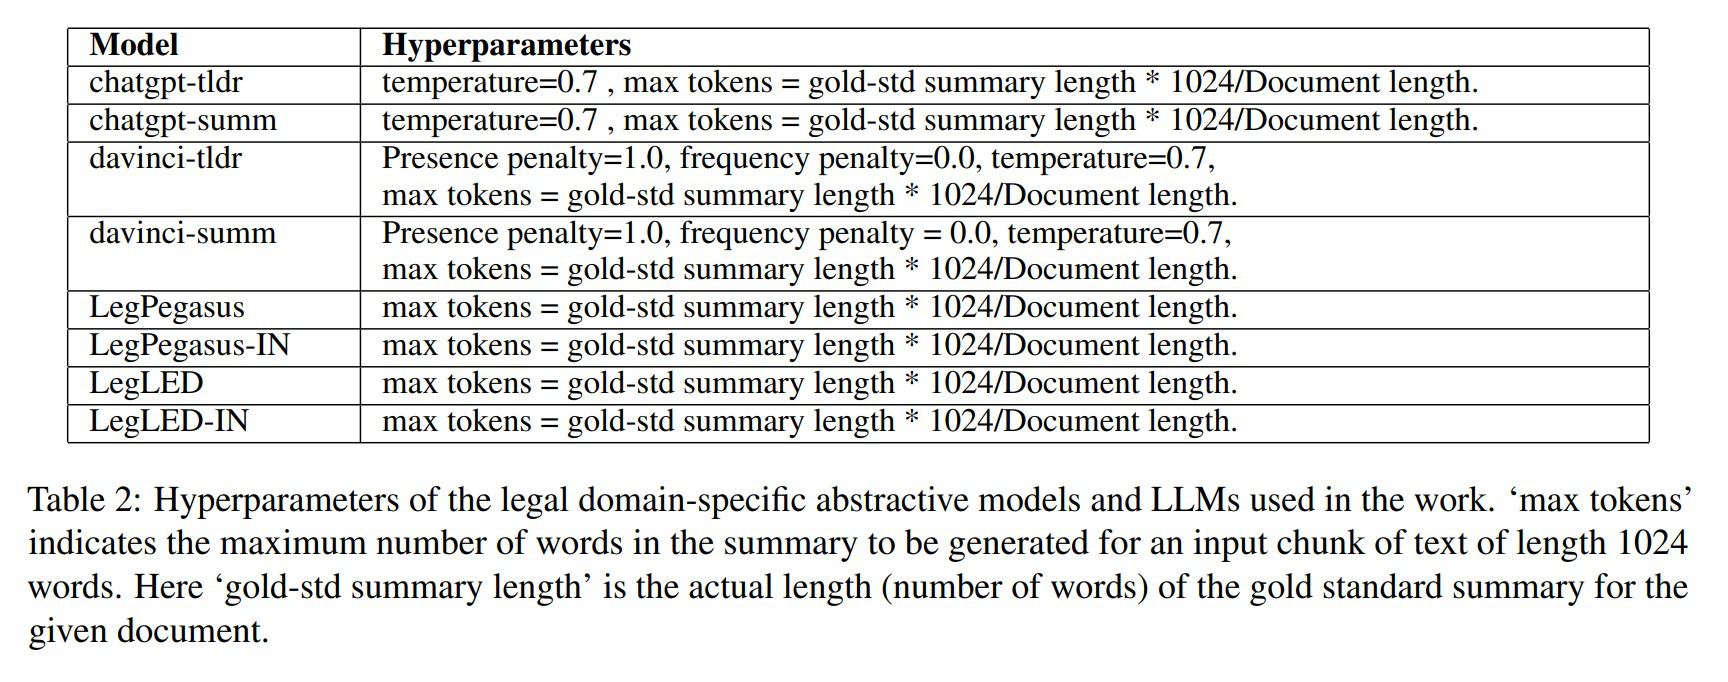 Model Hyperparameters
chatgpt-tldr temperature=0.7 , max tokens = gold-std summary length * 1024/Document length.
chatgpt-summ temperature=0.7 , max tokens = gold-std summary length * 1024/Document length.
davinci-tldr Presence penalty=1.0, frequency penalty=0.0, temperature=0.7,
max tokens = gold-std summary length * 1024/Document length.
davinci-summ Presence penalty=1.0, frequency penalty = 0.0, temperature=0.7,
max tokens = gold-std summary length * 1024/Document length.
LegPegasus max tokens = gold-std summary length * 1024/Document length.
LegPegasus-IN max tokens = gold-std summary length * 1024/Document length.
LegLED max tokens = gold-std summary length * 1024/Document length.
LegLED-IN max tokens = gold-std summary length * 1024/Document length.
Table 2: Hyperparameters of the legal domain-specific abstractive models and LLMs used in the work. ‘max tokens’
indicates the maximum number of words in the summary to be generated for an input chunk of text of length 1024
words. Here ‘gold-std summary length’ is the actual length (number of words) of the gold standard summary for the
given document.